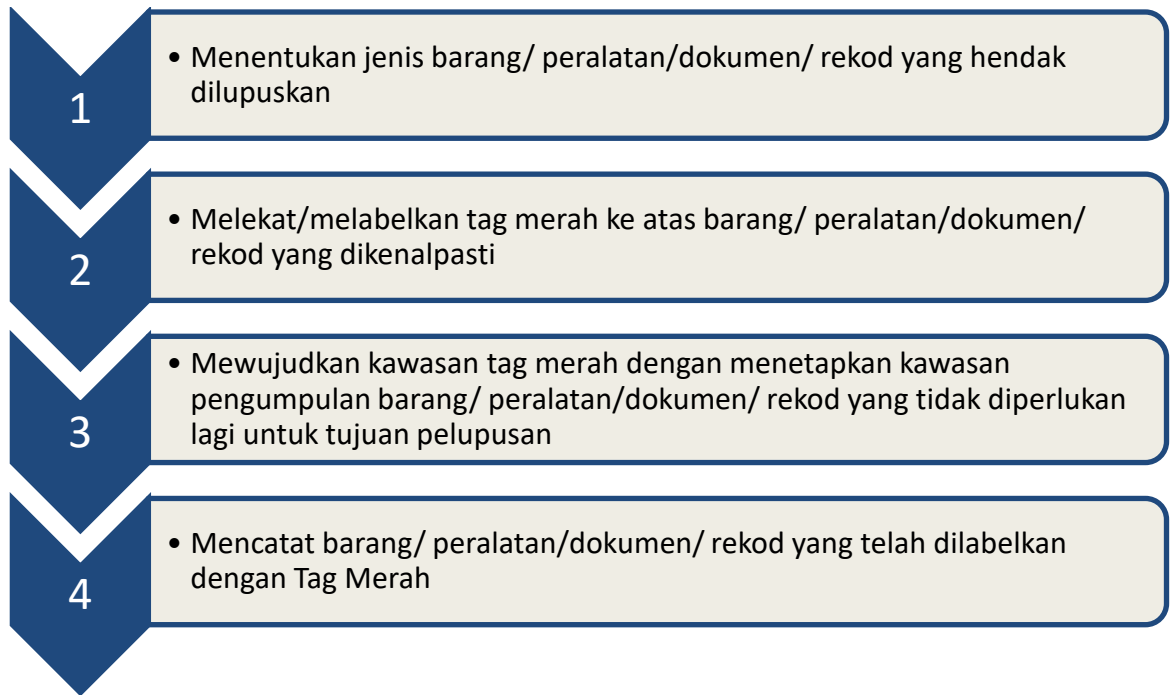 1
• Menentukan jenis barang/ peralatan/dokumen/ rekod yang hendak
dilupuskan
2
• Melekat/melabelkan tag merah ke atas barang/ peralatan/dokumen/
rekod yang dikenalpasti
3
• Mewujudkan kawasan tag merah dengan menetapkan kawasan
pengumpulan barang/ peralatan/dokumen/ rekod yang tidak diperlukan
lagi untuk tujuan pelupusan
4
• Mencatat barang/ peralatan/dokumen/ rekod yang telah dilabelkan
dengan Tag Merah